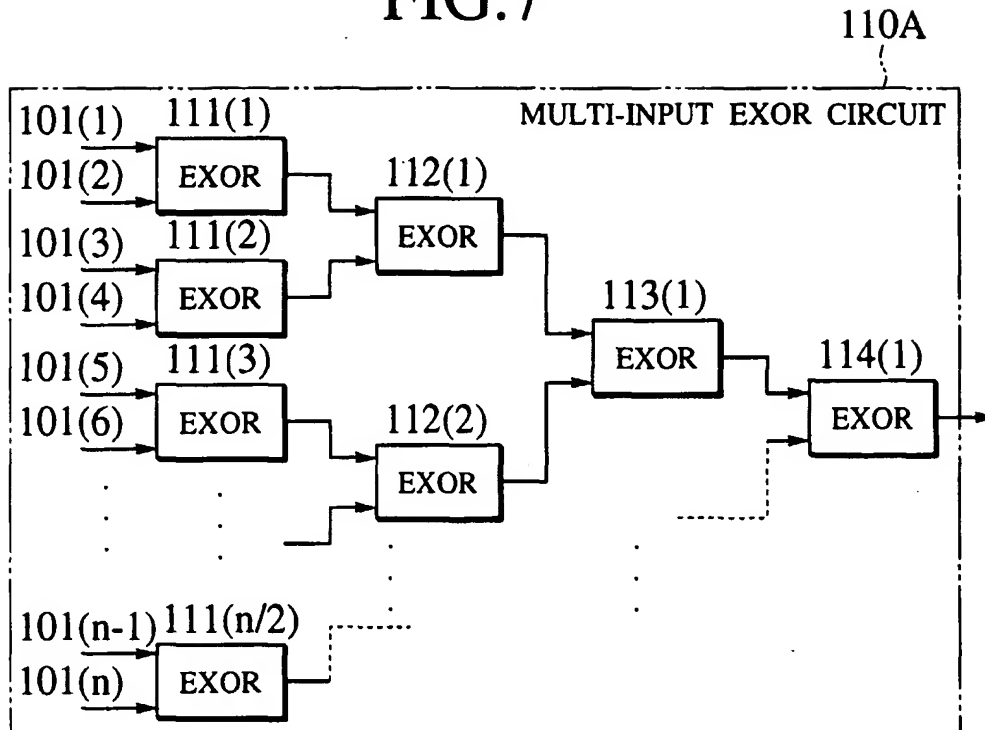 FIG.7
110A
MULTI-INPUT EXOR CIRCUIT
101(1) 111(1)
EXOR
101(2)
112(1)
EXOR
101(3) 111(2)
EXOR
101(4)
113(1)
EXOR
101(5) 111(3)
EXOR
101(6)
114(1)
EXOR
112(2)
EXOR
101(n-1) 111(n/2)
EXOR
101(n)